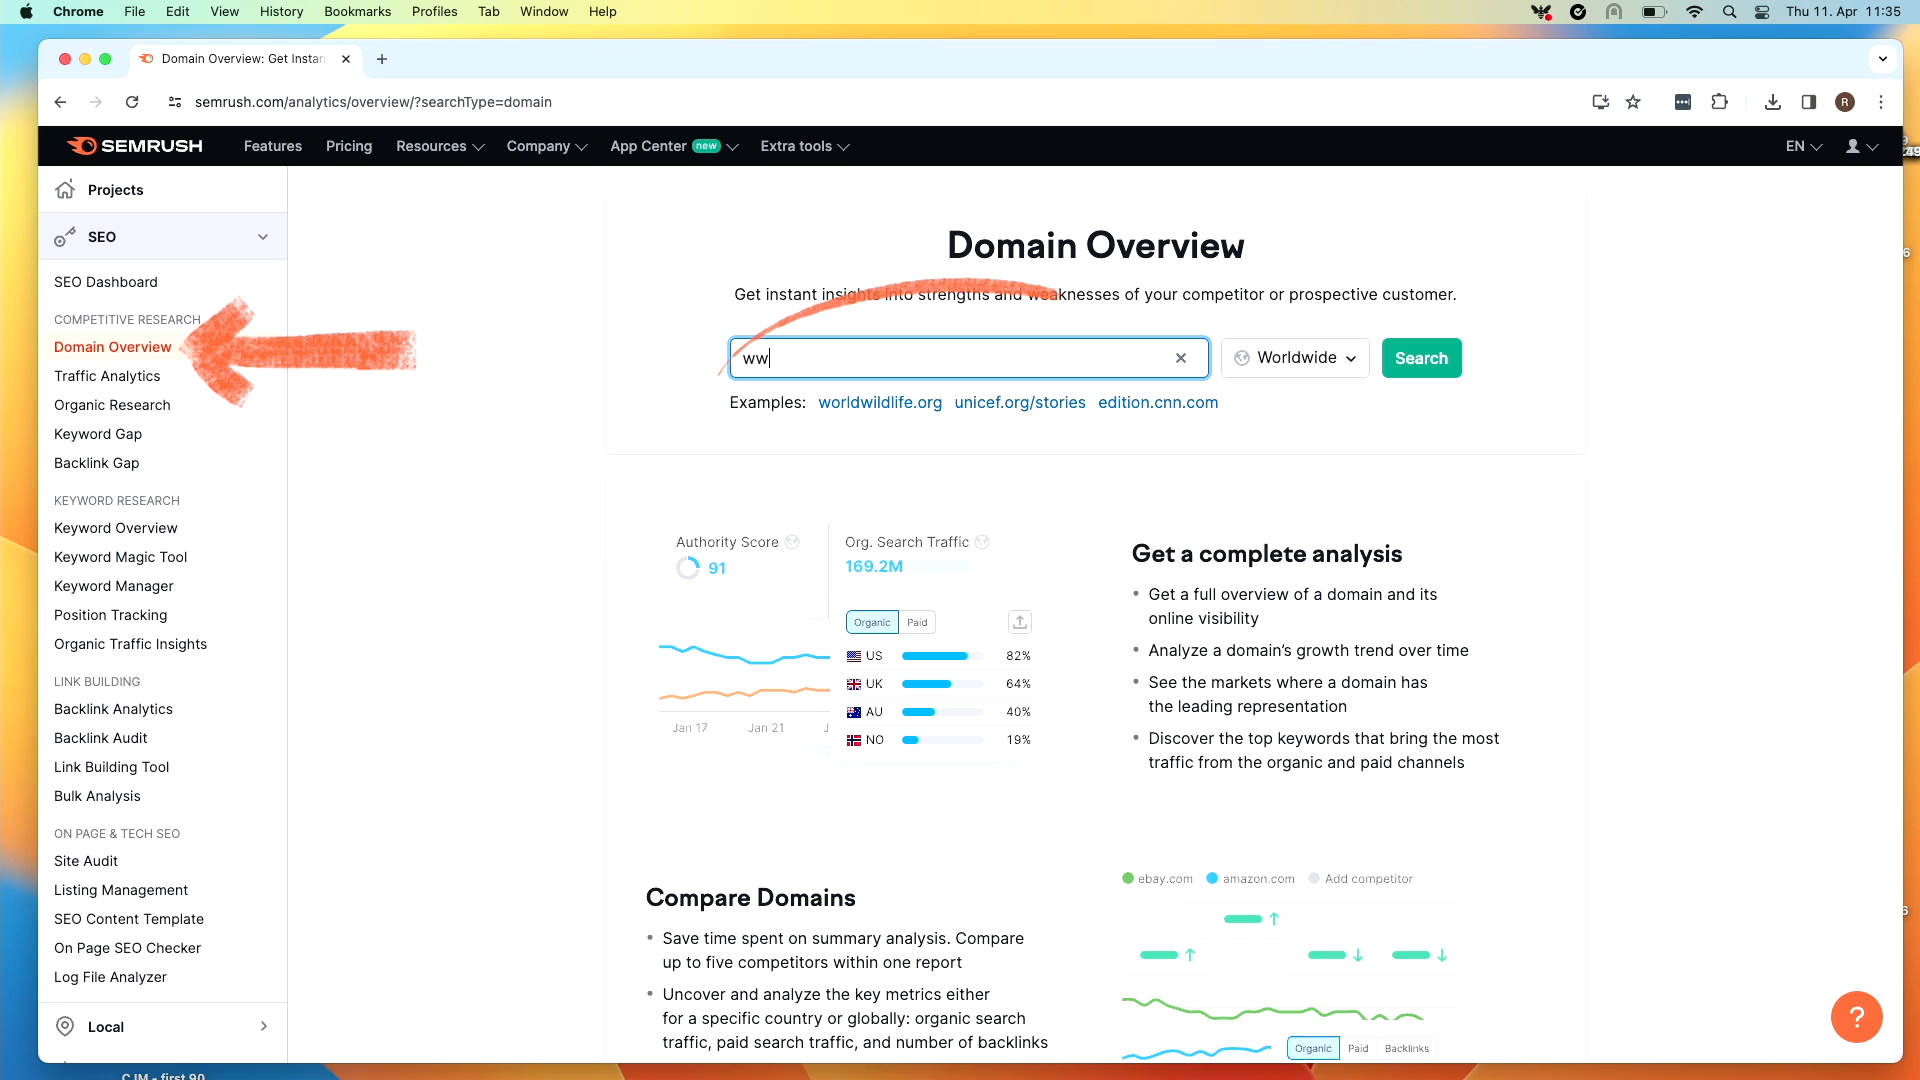 Chrome File Edit View History Bookmarks Profiles Tab Window Help Thu 11. Apr 11:35
Domain Overview: Get Instan
semrush.com/analytics/overview/?searchType=domain R
SEMRUSH Features Pricing Resources Company App Center new Extra tools EN
Projects
SEO
SEO Dashboard
COMPETITIVE RESEARCH
Domain Overview
Traffic Analytics
Organic Research
Keyword Gap
Backlink Gap
KEYWORD RESEARCH
Keyword Overview
Keyword Magic Tool
Keyword Manager
Position Tracking
Organic Traffic Insights
LINK BUILDING
Backlink Analytics
Backlink Audit
Link Building Tool
Bulk Analysis
ON PAGE & TECH SEO
Site Audit
Listing Management
SEO Content Template
On Page SEO Checker
Log File Analyzer
Local
Domain Overview
Get instant insights into strengths and weaknesses of your competitor or prospective customer.
ww Worldwide Search
Examples: worldwildlife.org unicef.org/stories edition.cnn.com
Authority Score
91
Org. Search Traffic
169.2M
Organic Paid
US 82%
UK 64%
AU 40%
NO 19%
Jan 17 Jan 21 J
Get a complete analysis
• Get a full overview of a domain and its
online visibility
• Analyze a domain’s growth trend over time
• See the markets where a domain has
the leading representation
• Discover the top keywords that bring the most
traffic from the organic and paid channels
Compare Domains
• Save time spent on summary analysis. Compare
up to five competitors within one report
• Uncover and analyze the key metrics either
for a specific country or globally: organic search
traffic, paid search traffic, and number of backlinks
ebay.com amazon.com Add competitor
Organic Paid Backlinks
?
CJM - first 90